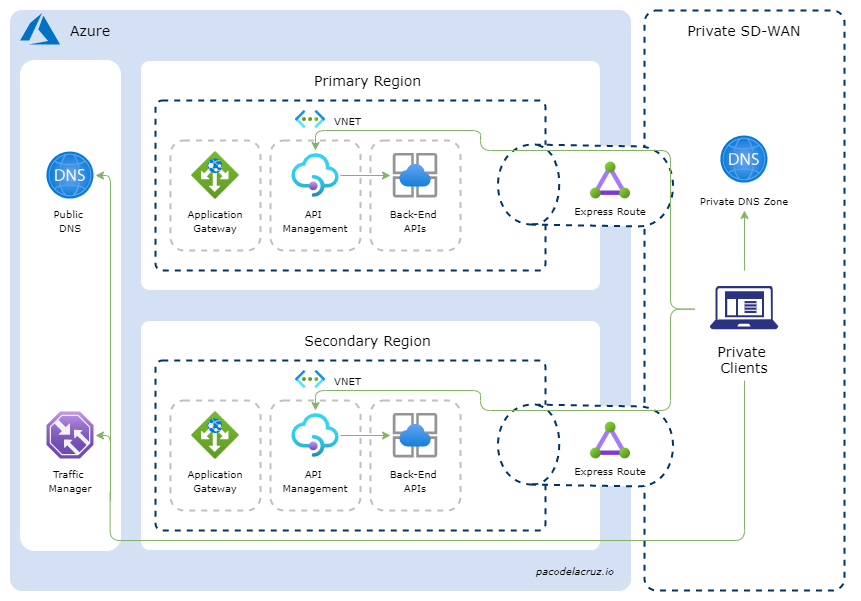 Azure
Private SD-WAN
Primary Region
VNET
DNS
Public
DNS
Application
Gateway
API
Management
Back-End
APIs
Express Route
DNS
Private DNS Zone
Private
Clients
Secondary Region
VNET
Traffic
Manager
Application
Gateway
API
Management
Back-End
APIs
Express Route
pacodelacruz.io